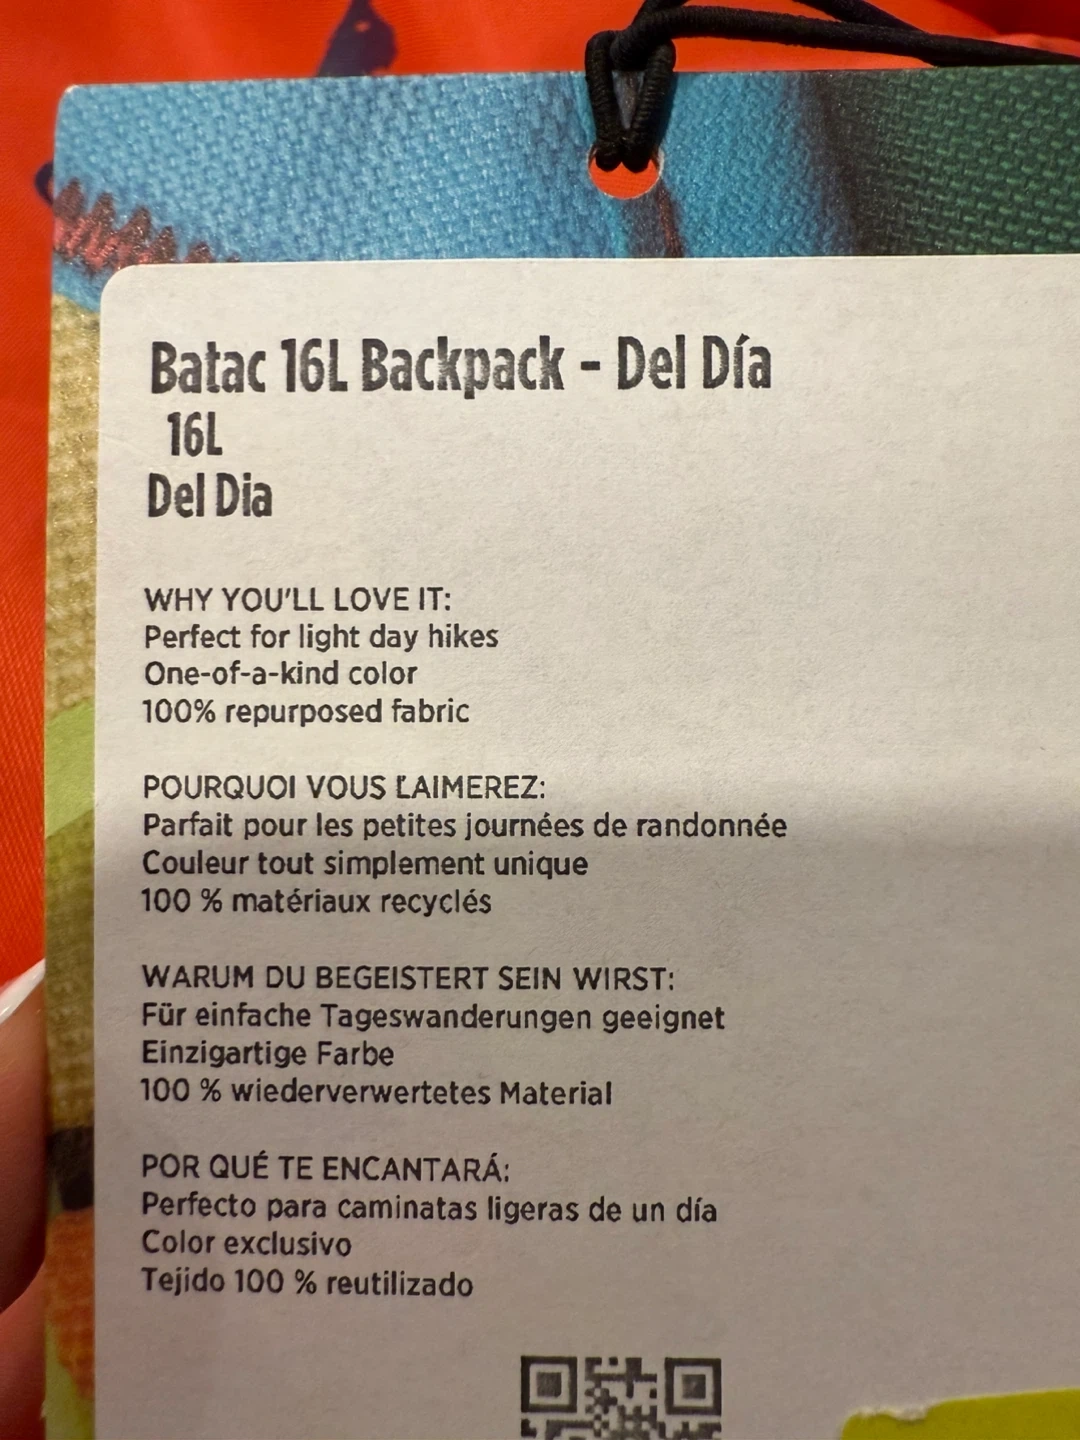 Batac 16L Backpack - Del Día
16L
Del Dia
WHY YOU'LL LOVE IT:
Perfect for light day hikes
One-of-a-kind color
100% repurposed fabric
POURQUOI VOUS L'AIMEREZ:
Parfait pour les petites journées de randonnée
Couleur tout simplement unique
100 % matériaux recyclés
WARUM DU BEGEISTERT SEIN WIRST:
Für einfache Tageswanderungen geeignet
Einzigartige Farbe
100 % wiederverwertetes Material
POR QUÉ TE ENCANTARÁ:
Perfecto para caminatas ligeras de un día
Color exclusivo
Tejido 100 % reutilizado